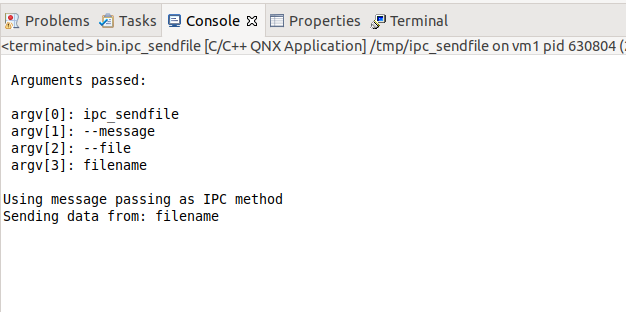 Problems Tasks Console Properties Terminal
<terminated> bin.ipc_sendfile [C/C++ QNX Application] /tmp/ipc_sendfile on vm1 pid 630804 (
Arguments passed:
argv[0]: ipc_sendfile
argv[1]: --message
argv[2]: --file
argv[3]: filename
Using message passing as IPC method
Sending data from: filename